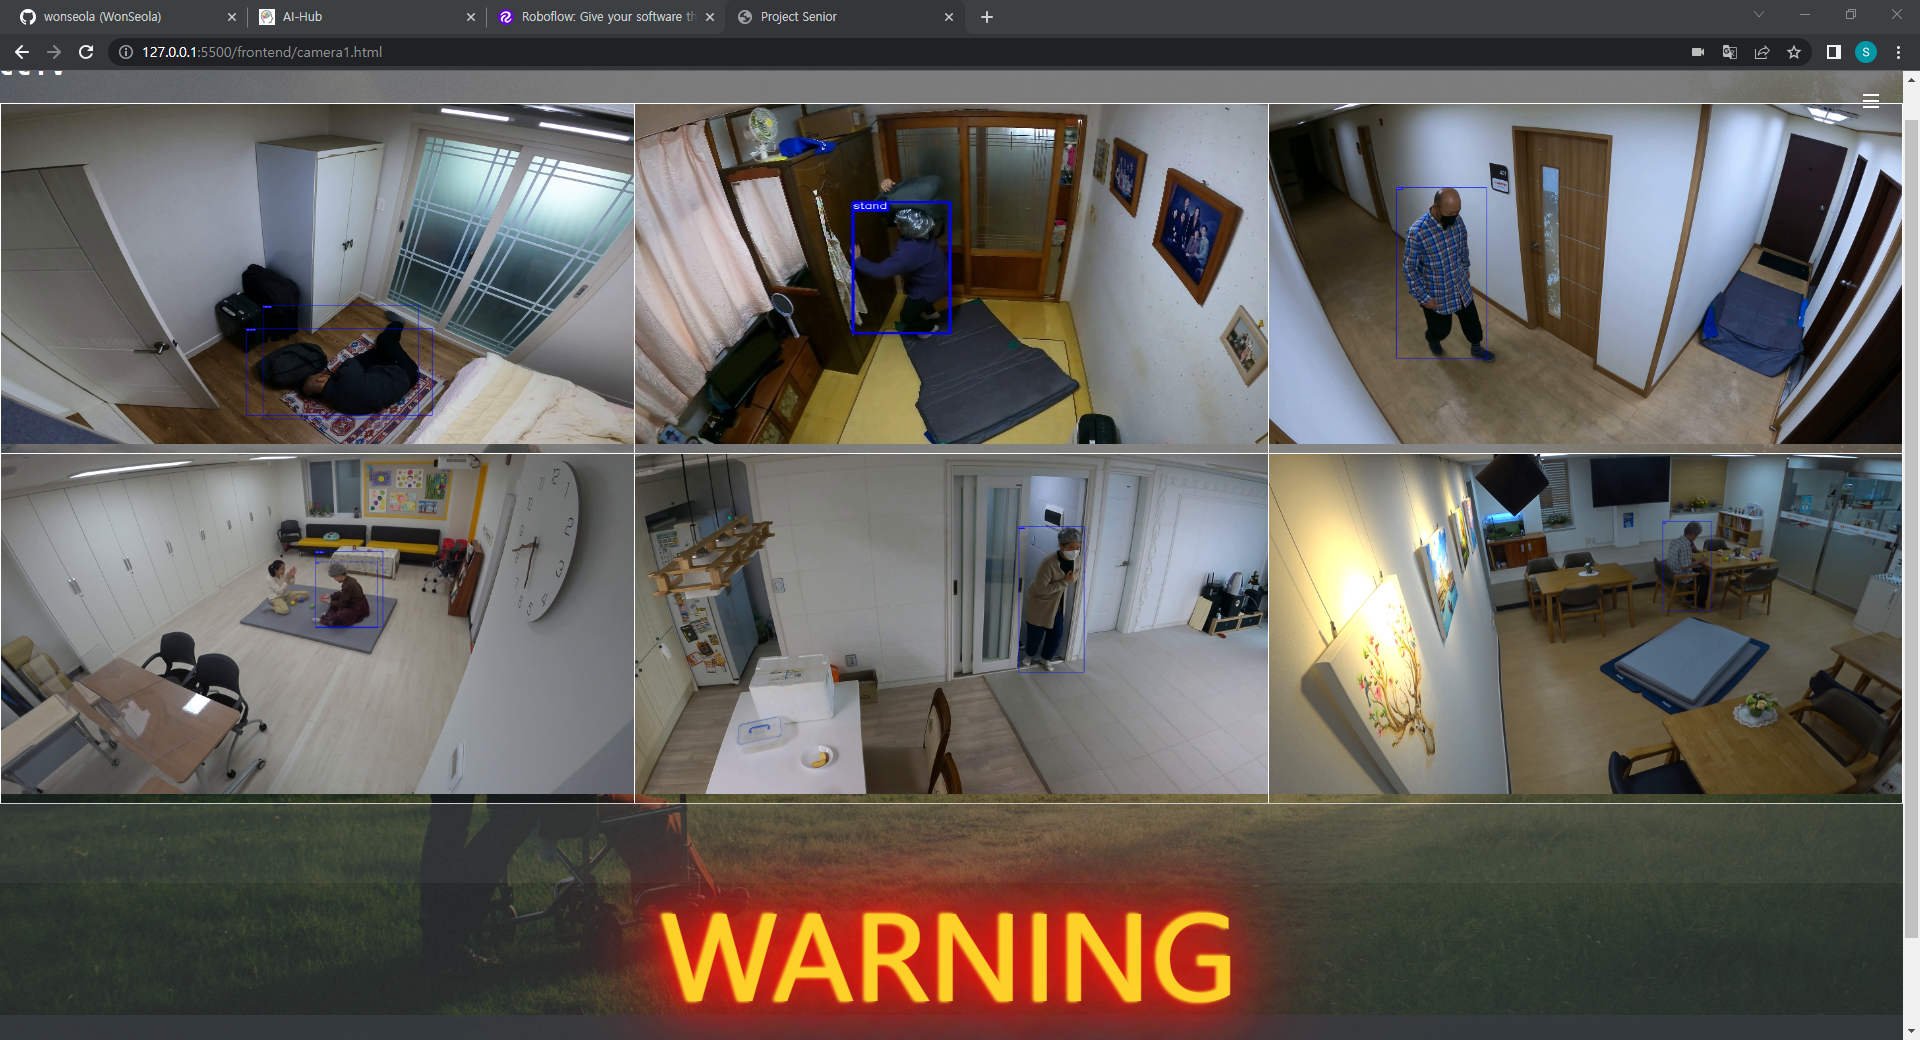 wonseola (WonSeola)
AI-Hub
Roboflow: Give your software th
Project Senior
127.0.0.1:5500/frontend/camera1.html
S
CCTV
stand
WARNING